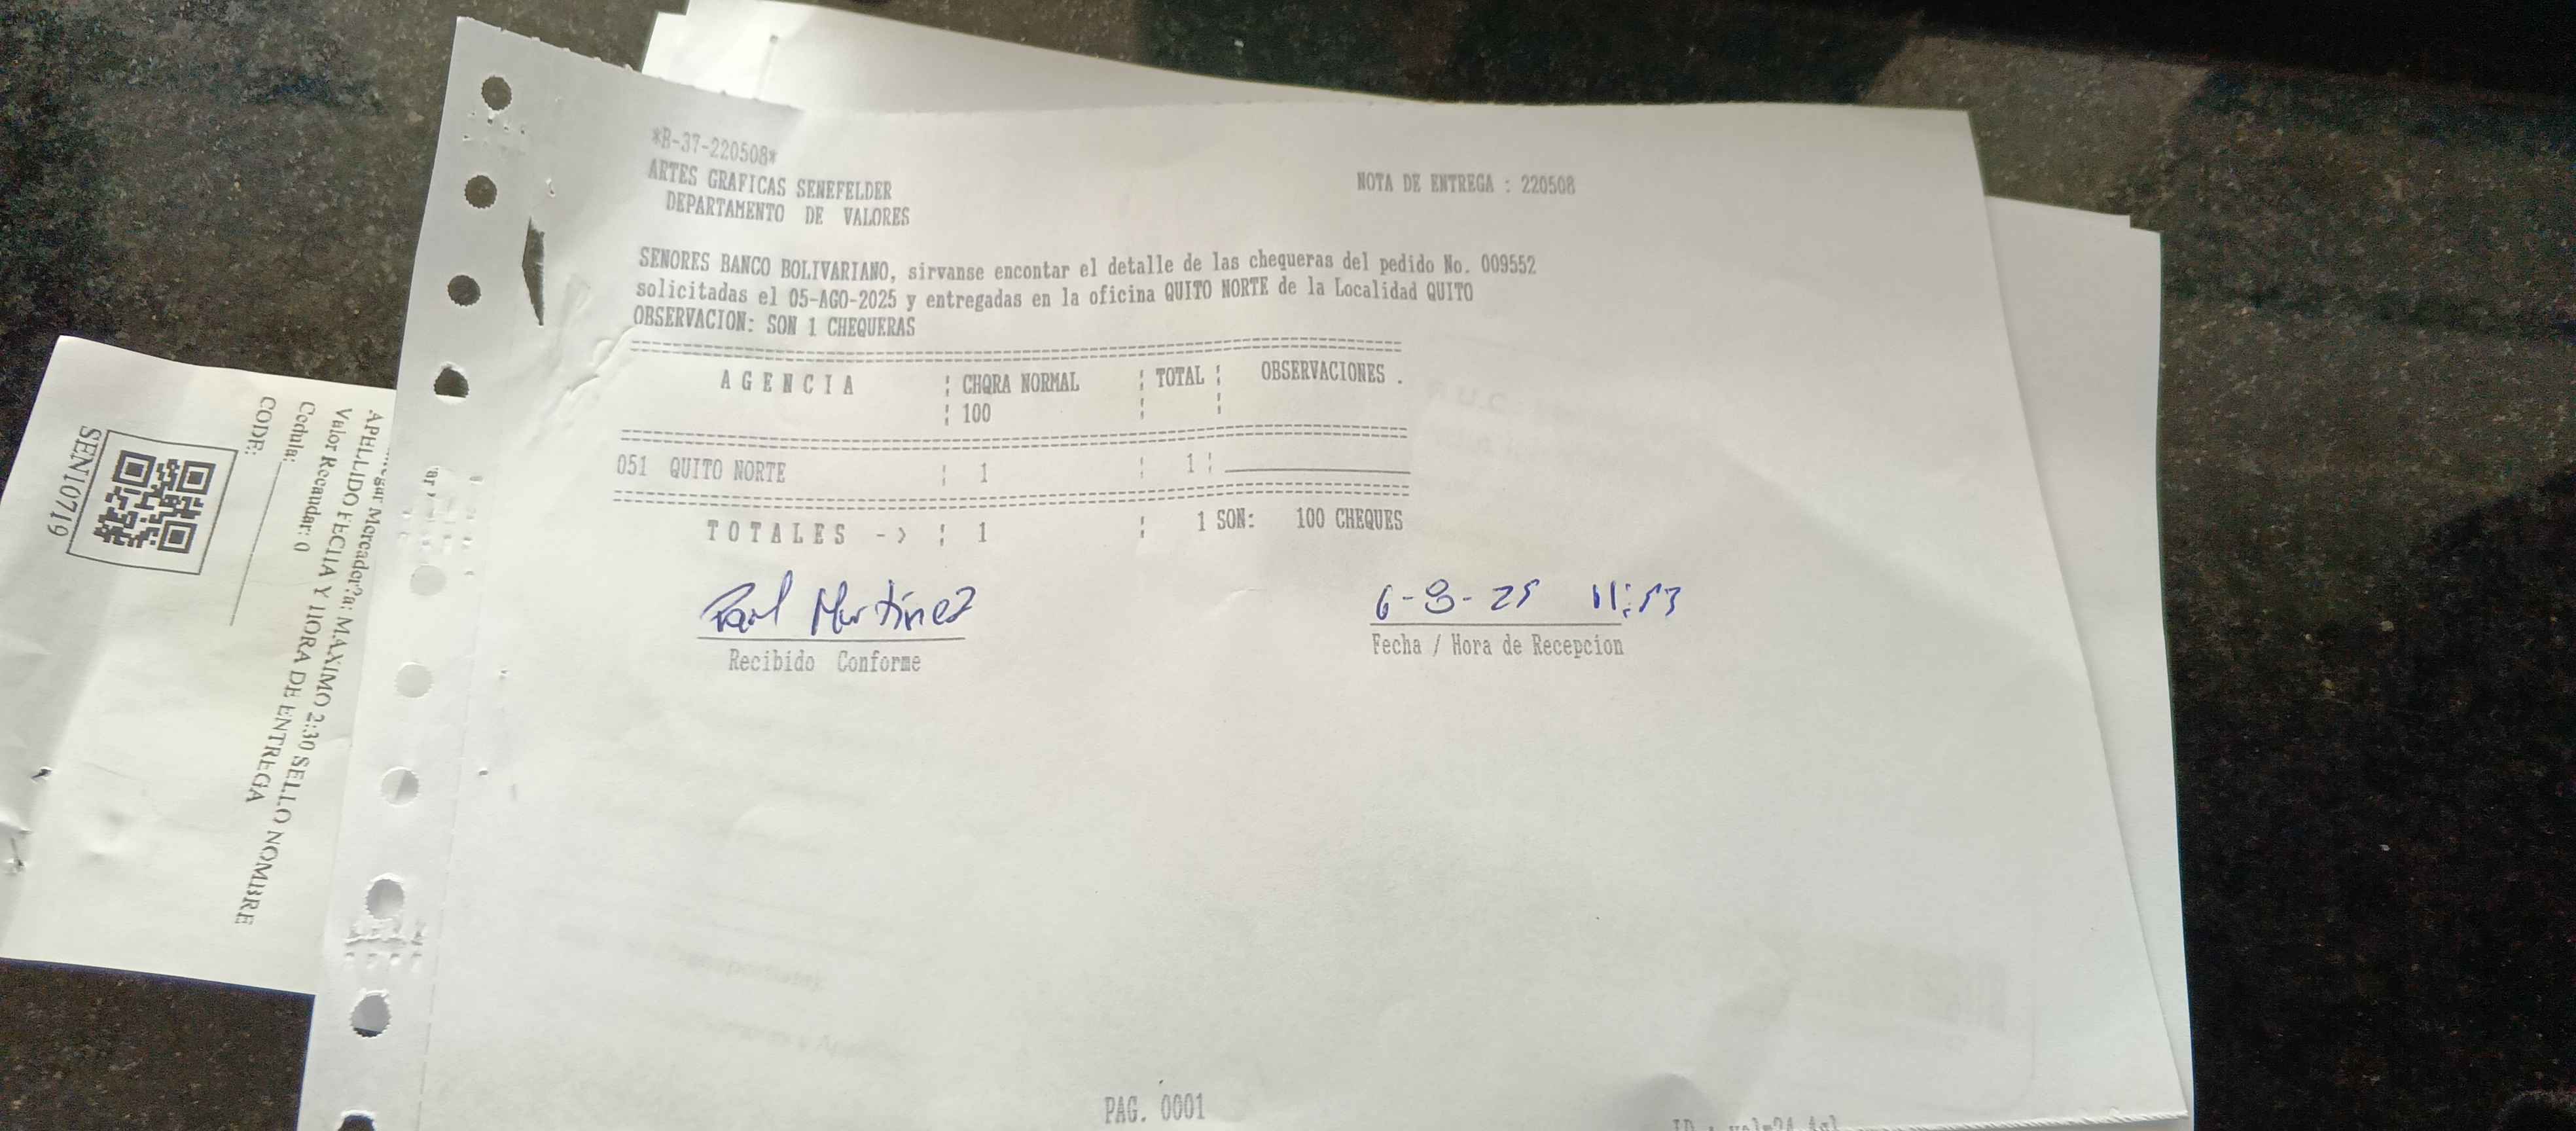 *B-37-220508*
ARTES GRAFICAS SENEFELDER
DEPARTAMENTO DE VALORES
NOTA DE ENTREGA : 220508
SENORES BANCO BOLIVARIANO, sirvanse encontar el detalle de las chequeras del pedido No. 009552
solicitadas el 05-AGO-2025 y entregadas en la oficina QUITO NORTE de la Localidad QUITO
OBSERVACION: SON 1 CHEQUERAS
A G E N C I A ¦ CHQRA NORMAL ¦ TOTAL ¦ OBSERVACIONES .
¦ 100 ¦ ¦
051 QUITO NORTE ¦ 1 ¦ 1 ¦
T O T A L E S -> ¦ 1 ¦ 1 SON: 100 CHEQUES
Martinez
6-8-25 11:53
Recibido Conforme
Fecha / Hora de Recepcion
PAG. 0001
Mercader?a: MAXIMO 2:30 SELLO NOMBRE
APELLIDO FECHA Y HORA DE ENTREGA
Valor Recaudar: 0
Cedula:
CODE:
SEN10719